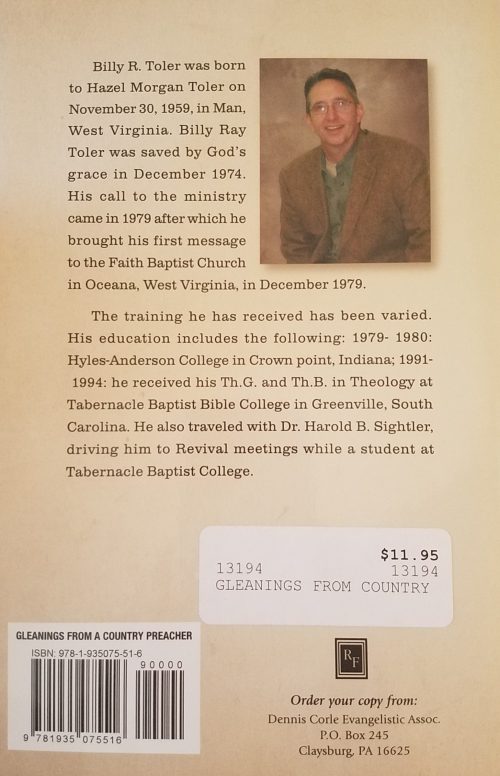 Billy R. Toler was born
to Hazel Morgan Toler on
November 30, 1959, in Man,
West Virginia. Billy Ray
Toler was saved by God's
grace in December 1974.
His call to the ministry
came in 1979 after which he
brought his first message
to the Faith Baptist Church
in Oceana, West Virginia, in December 1979.
The training he has received has been varied.
His education includes the following: 1979- 1980:
Hyles-Anderson College in Crown point, Indiana; 1991-
1994: he received his Th.G. and Th.B. in Theology at
Tabernacle Baptist Bible College in Greenville, South
Carolina. He also traveled with Dr. Harold B. Sightler,
driving him to Revival meetings while a student at
Tabernacle Baptist College.
$11.95
13194 13194
GLEANINGS FROM COUNTRY
GLEANINGS FROM A COUNTRY PREACHER
ISBN: 978-1-935075-51-6
90000
9 781935 075516
RF
Order your copy from:
Dennis Corle Evangelistic Assoc.
P.O. Box 245
Claysburg, PA 16625